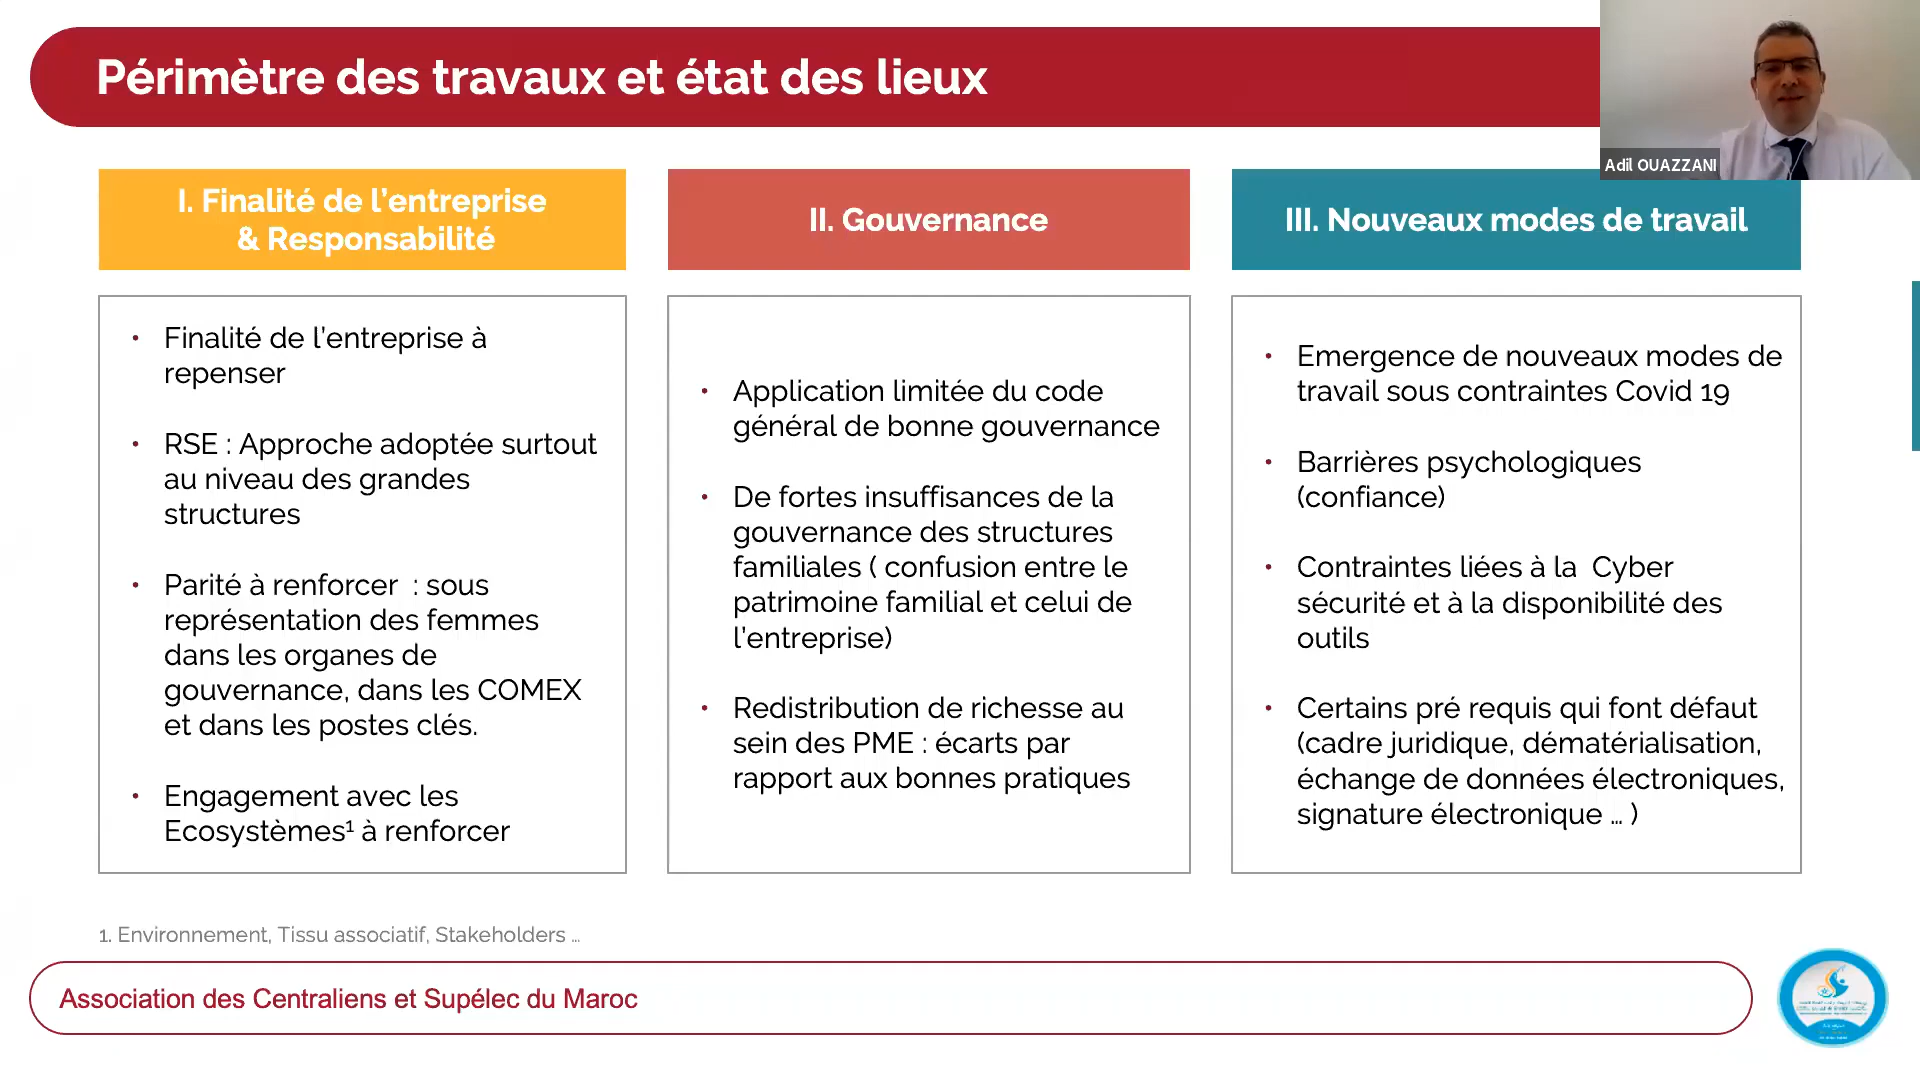 Périmètre des travaux et état des lieux
Adil OUAZZANI
I. Finalité de l'entreprise
& Responsabilité
• Finalité de l'entreprise à
repenser
• RSE : Approche adoptée surtout
au niveau des grandes
structures
• Parité à renforcer : sous
représentation des femmes
dans les organes de
gouvernance, dans les COMEX
et dans les postes clés.
• Engagement avec les
Ecosystèmes¹ à renforcer
II. Gouvernance
• Application limitée du code
général de bonne gouvernance
• De fortes insuffisances de la
gouvernance des structures
familiales ( confusion entre le
patrimoine familial et celui de
l'entreprise)
• Redistribution de richesse au
sein des PME : écarts par
rapport aux bonnes pratiques
III. Nouveaux modes de travail
• Emergence de nouveaux modes de
travail sous contraintes Covid 19
• Barrières psychologiques
(confiance)
• Contraintes liées à la Cyber
sécurité et à la disponibilité des
outils
• Certains pré requis qui font défaut
(cadre juridique, dématérialisation,
échange de données électroniques,
signature électronique ... )
1. Environnement, Tissu associatif, Stakeholders ...
Association des Centraliens et Supélec du Maroc